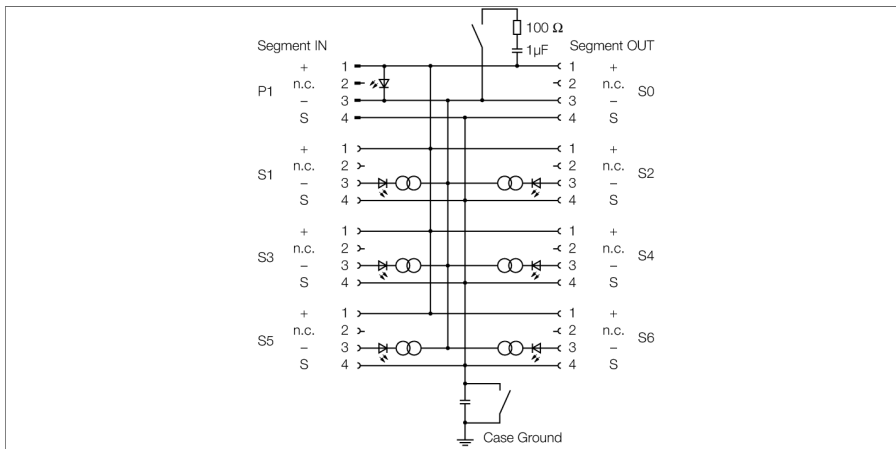 100 Ω
1µF
Segment IN
Segment OUT
+ 1 1 +
P1 n.c. 2 2 n.c. S0
– 3 3 –
S 4 4 S
+ 1 1 +
S1 n.c. 2 2 n.c. S2
– 3 3 –
S 4 4 S
+ 1 1 +
S3 n.c. 2 2 n.c. S4
– 3 3 –
S 4 4 S
+ 1 1 +
S5 n.c. 2 2 n.c. S6
– 3 3 –
S 4 4 S
Case Ground